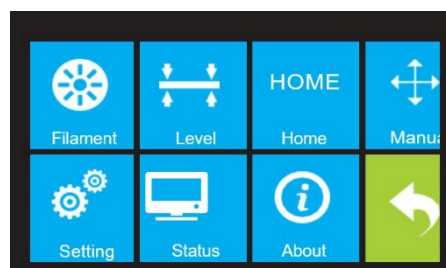 HOME
Filament
Level
Home
Manua
Setting
Status
About